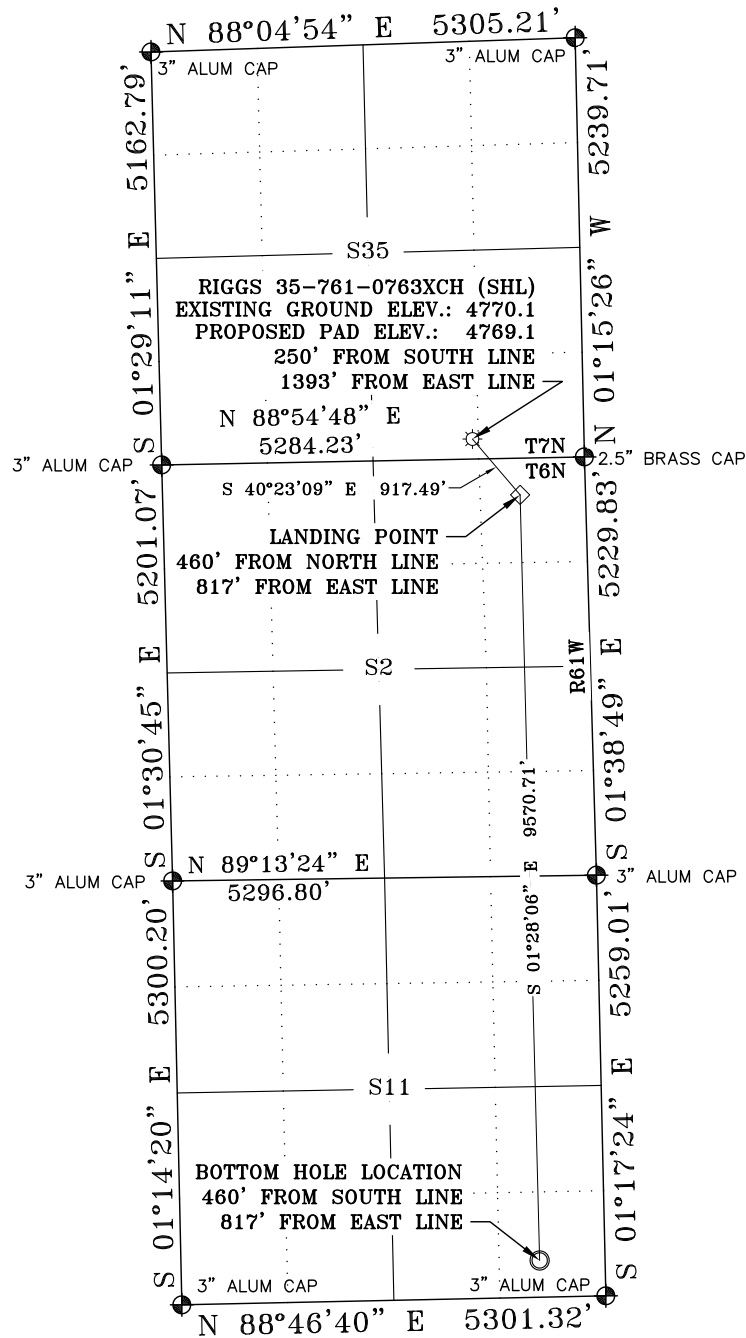 N 88°04'54" E 5305.21'
3" ALUM CAP
3" ALUM CAP
S 01°29'11" E 5162.79'
N 01°15'26" W 5239.71'
S35
RIGGS 35-761-0763XCH (SHL)
EXISTING GROUND ELEV.: 4770.1
PROPOSED PAD ELEV.: 4769.1
250' FROM SOUTH LINE
1393' FROM EAST LINE
N 88°54'48" E
5284.23'
T7N
T6N
3" ALUM CAP
2.5" BRASS CAP
S 40°23'09" E 917.49'
LANDING POINT
460' FROM NORTH LINE
817' FROM EAST LINE
S 01°30'45" E 5201.07'
S 01°38'49" E 5229.83'
R61W
S2
S 01°28'06" E 9570.71'
N 89°13'24" E
5296.80'
3" ALUM CAP
3" ALUM CAP
S 01°14'20" E 5300.20'
S 01°17'24" E 5259.01'
S11
BOTTOM HOLE LOCATION
460' FROM SOUTH LINE
817' FROM EAST LINE
3" ALUM CAP
3" ALUM CAP
N 88°46'40" E 5301.32'